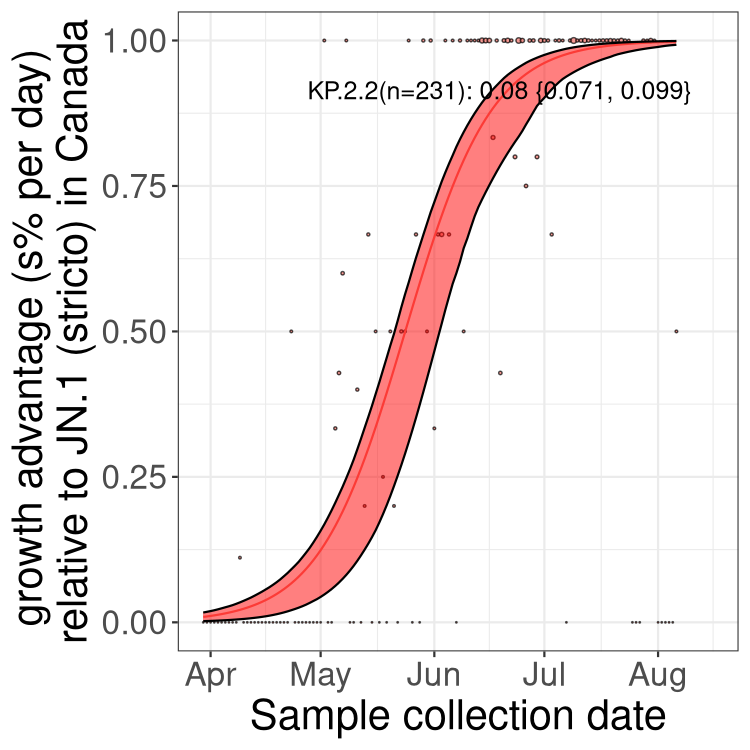 growth advantage (s% per day)
relative to JN.1 (stricto) in Canada
1.00
0.75
0.50
0.25
0.00
KP.2.2(n=231): 0.08 {0.071, 0.099}
Apr May Jun Jul Aug
Sample collection date